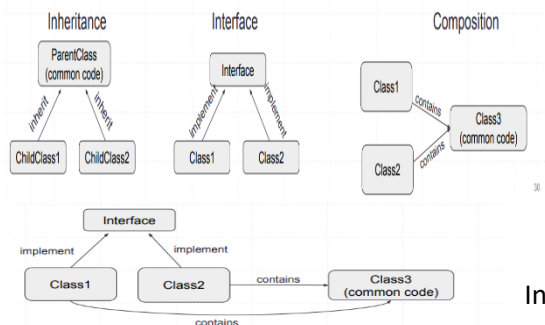 Inheritance
Interface
Composition
ParentClass
(common code)
inherit
inherit
ChildClass1
ChildClass2
Interface
implement
implement
Class1
Class2
Class1
contains
Class3
(common code)
contains
Class2
30
Interface
implement
implement
Class1
Class2
contains
Class3
(common code)
contains
In